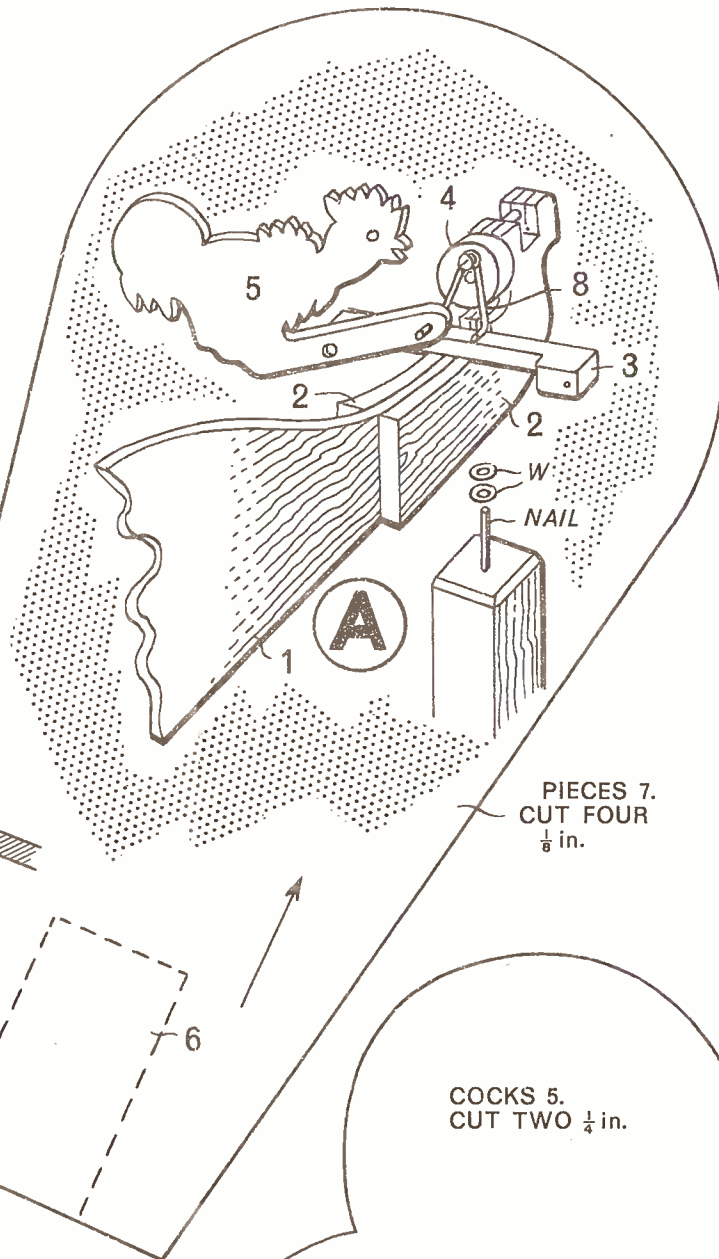 4
5
8
3
2
2
W
NAIL
A
1
PIECES 7.
CUT FOUR
1/8 in.
6
COCKS 5.
CUT TWO 1/4 in.